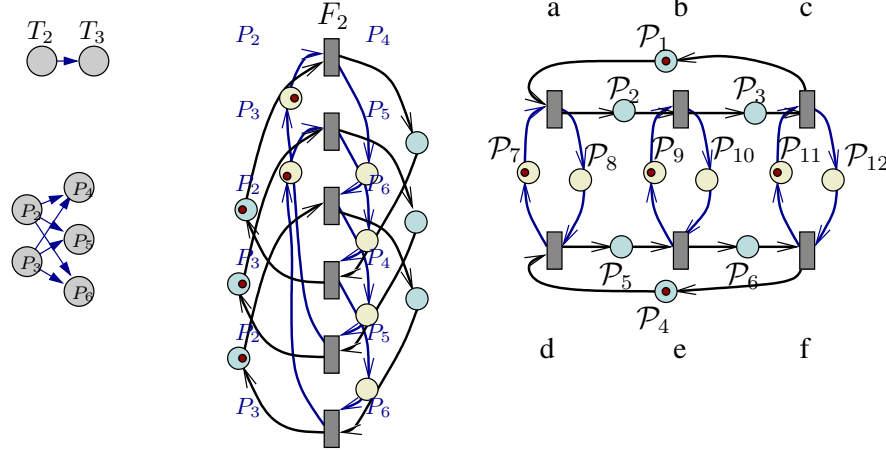 T₂ T₃
P₂
P₃
P₄
P₅
P₆
F₂
P₂ P₄
P₃ P₅
P₂ P₆
P₃ P₄
P₂ P₅
P₃ P₆
a b c
𝒫₁
𝒫₂ 𝒫₃
𝒫₇ 𝒫₈ 𝒫₉ 𝒫₁₀ 𝒫₁₁ 𝒫₁₂
𝒫₅ 𝒫₆
𝒫₄
d e f